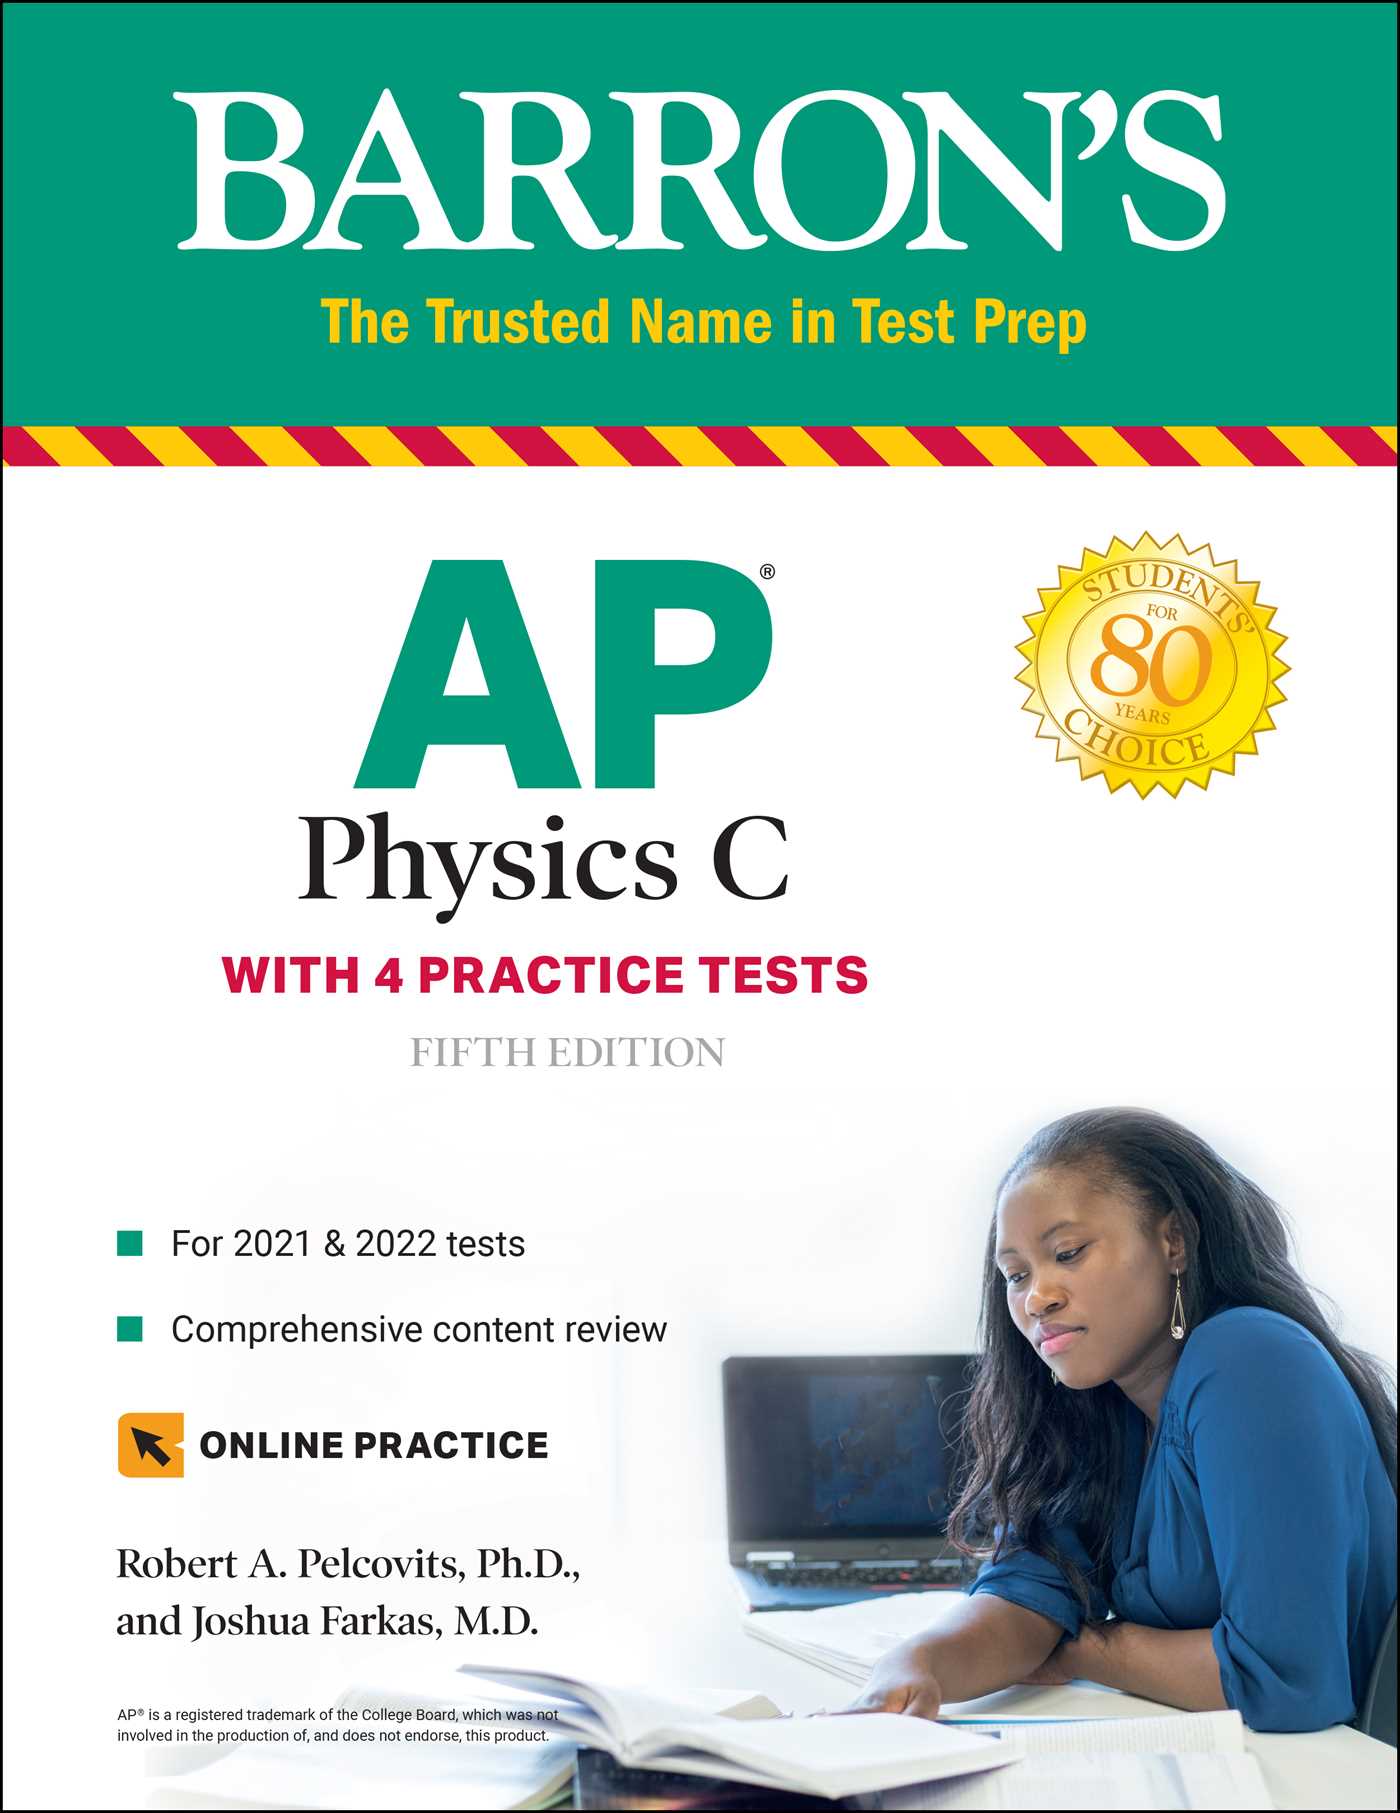 BARRON'S
The Trusted Name in Test Prep
AP®
STUDENTS'
FOR
80
YEARS
CHOICE
Physics C
WITH 4 PRACTICE TESTS
FIFTH EDITION
For 2021 & 2022 tests
Comprehensive content review
ONLINE PRACTICE
Robert A. Pelcovits, Ph.D.,
and Joshua Farkas, M.D.
AP® is a registered trademark of the College Board, which was not
involved in the production of, and does not endorse, this product.